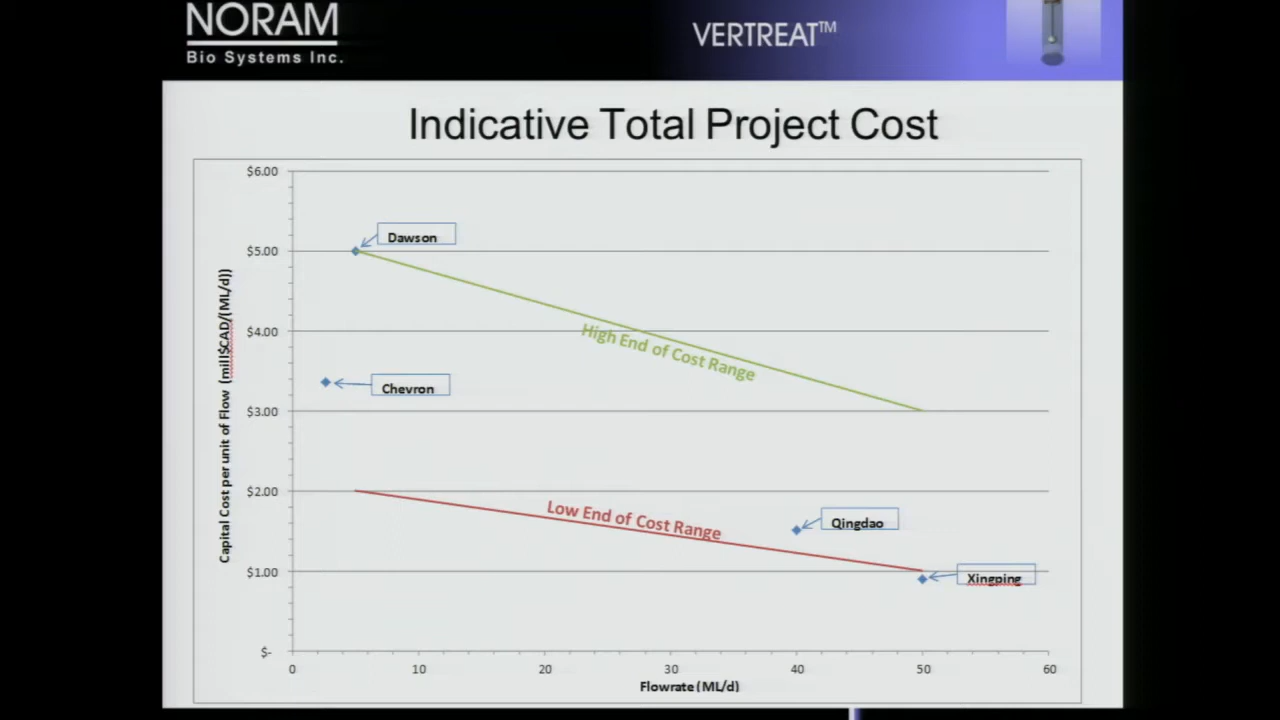 NORAM
Bio Systems Inc.
VERTREAT™
Indicative Total Project Cost
Capital Cost per unit of Flow (mill$CAD/(ML/d))
$6.00
$5.00
$4.00
$3.00
$2.00
$1.00
$-
Dawson
High End of Cost Range
Chevron
Low End of Cost Range
Qingdao
Xingping
0 10 20 30 40 50 60
Flowrate (ML/d)